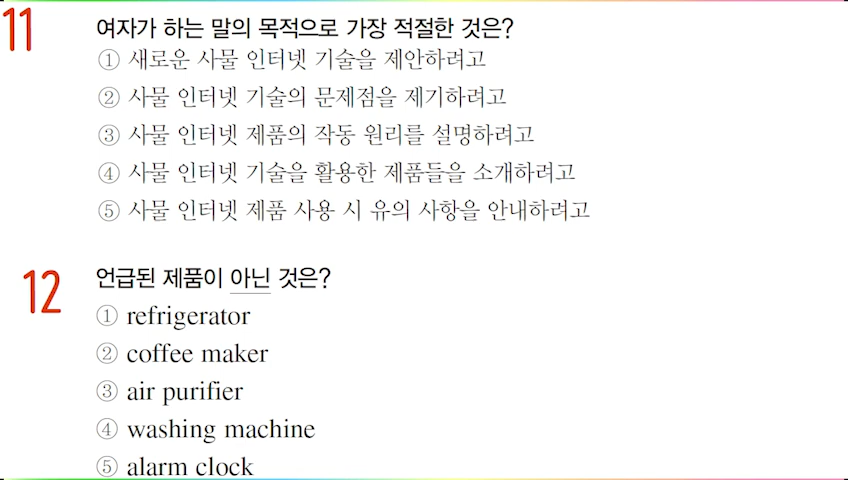 11 여자가 하는 말의 목적으로 가장 적절한 것은?
① 새로운 사물 인터넷 기술을 제안하려고
② 사물 인터넷 기술의 문제점을 제기하려고
③ 사물 인터넷 제품의 작동 원리를 설명하려고
④ 사물 인터넷 기술을 활용한 제품들을 소개하려고
⑤ 사물 인터넷 제품 사용 시 유의 사항을 안내하려고
12 언급된 제품이 아닌 것은?
① refrigerator
② coffee maker
③ air purifier
④ washing machine
⑤ alarm clock